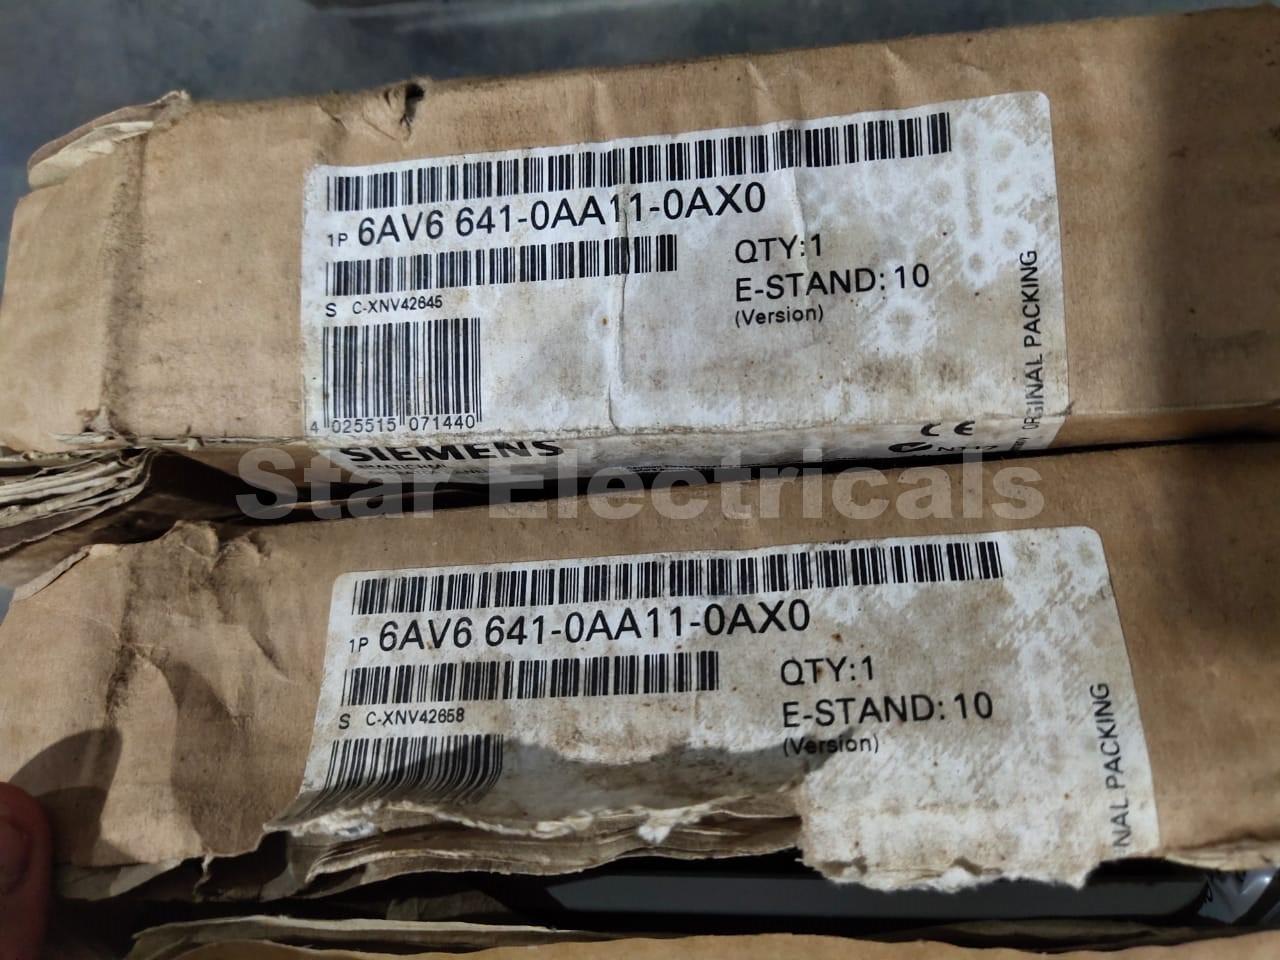 1P 6AV6 641-0AA11-0AX0
QTY:1
S C-XNV42645
E-STAND: 10
(Version)
ORGINAL PACKING
4 025515 071440
SIEMENS
Star Electricals
1P 6AV6 641-0AA11-0AX0
QTY:1
S C-XNV42658
E-STAND: 10
(Version)
NAL PACKING